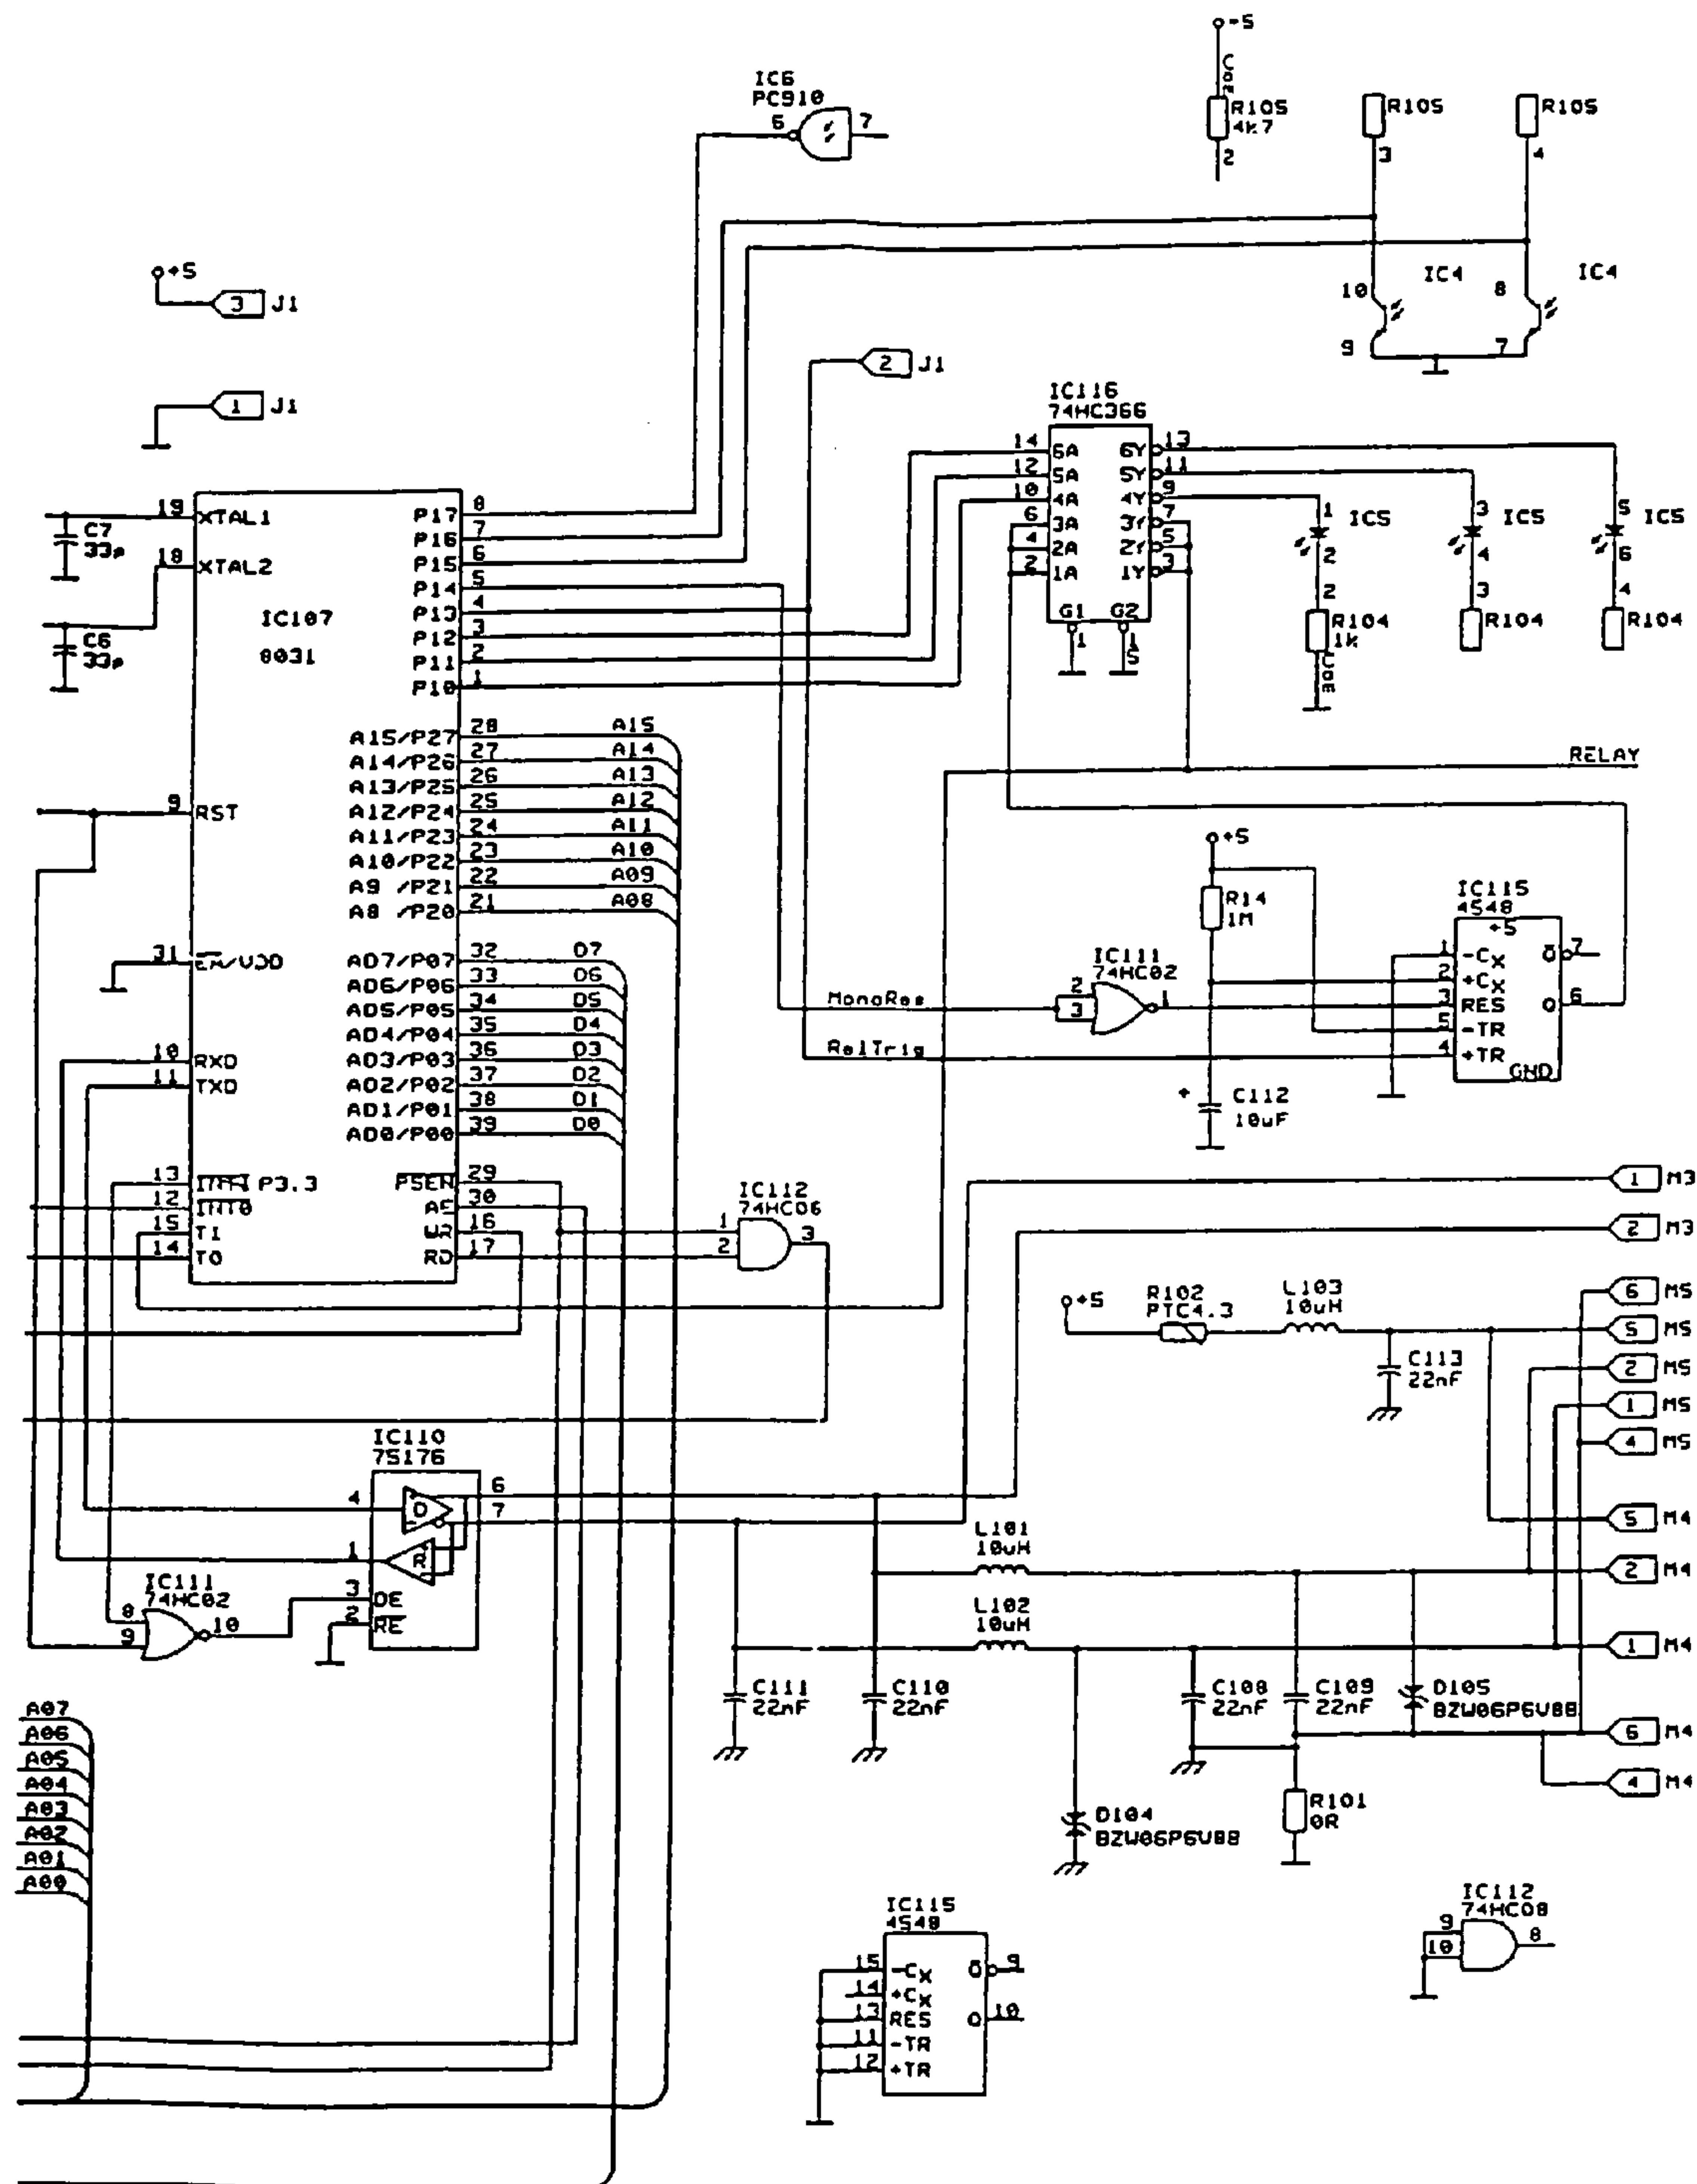 +5
Com
R105
4k7
2
R105
3
R105
4
IC6
PC910
6
7
+5
3
J1
1
J1
2
J1
IC4
10
9
IC4
8
7
IC116
74HC366
14
6A
12
5A
10
4A
6
3A
4
2A
2
1A
6Y
13
5Y
11
4Y
9
3Y
7
2Y
5
1Y
3
G1
1
G2
15
1
IC5
2
3
IC5
4
5
IC5
6
2
R104
1k
Com
3
R104
4
R104
RELAY
C7
33p
C6
33p
19
XTAL1
18
XTAL2
IC107
8031
P17 8
P16 7
P15 6
P14 5
P13 4
P12 3
P11 2
P10 1
A15/P27 28 A15
A14/P26 27 A14
A13/P25 26 A13
A12/P24 25 A12
A11/P23 24 A11
A10/P22 23 A10
A9 /P21 22 A09
A8 /P20 21 A08
9 RST
31 EA/VDD
AD7/P07 32 D7
AD6/P06 33 D6
AD5/P05 34 D5
AD4/P04 35 D4
AD3/P03 36 D3
AD2/P02 37 D2
AD1/P01 38 D1
AD0/P00 39 D0
10 RXD
11 TXD
13 INT1 P3.3
12 INT0
15 T1
14 T0
PSEN 29
AE 30
WR 16
RD 17
MonoRes
RelTrig
IC111
74HC02
2
3
1
+5
R14
1M
+
C112
10uF
IC115
4548
+5
1 -Cx
2 +Cx
3 RES
5 -TR
4 +TR
Q 7
Q 6
GND
IC112
74HC06
1
2
3
1 M3
2 M3
+5
R102
PTC4.3
L103
10uH
C113
22nF
6 M5
5 M5
2 M5
1 M5
4 M5
5 M4
2 M4
1 M4
6 M4
4 M4
IC110
75176
4
D
6
7
1
R
3 DE
2 RE
IC111
74HC02
8
9
10
L101
10uH
L102
10uH
C111
22nF
C110
22nF
C108
22nF
C109
22nF
D105
BZW06P6V8B
D104
BZW06P6V8B
R101
0R
A07
A06
A05
A04
A03
A02
A01
A00
IC115
4548
15 -Cx
14 +Cx
13 RES
11 -TR
12 +TR
Q 9
Q 10
IC112
74HC08
9
10
8